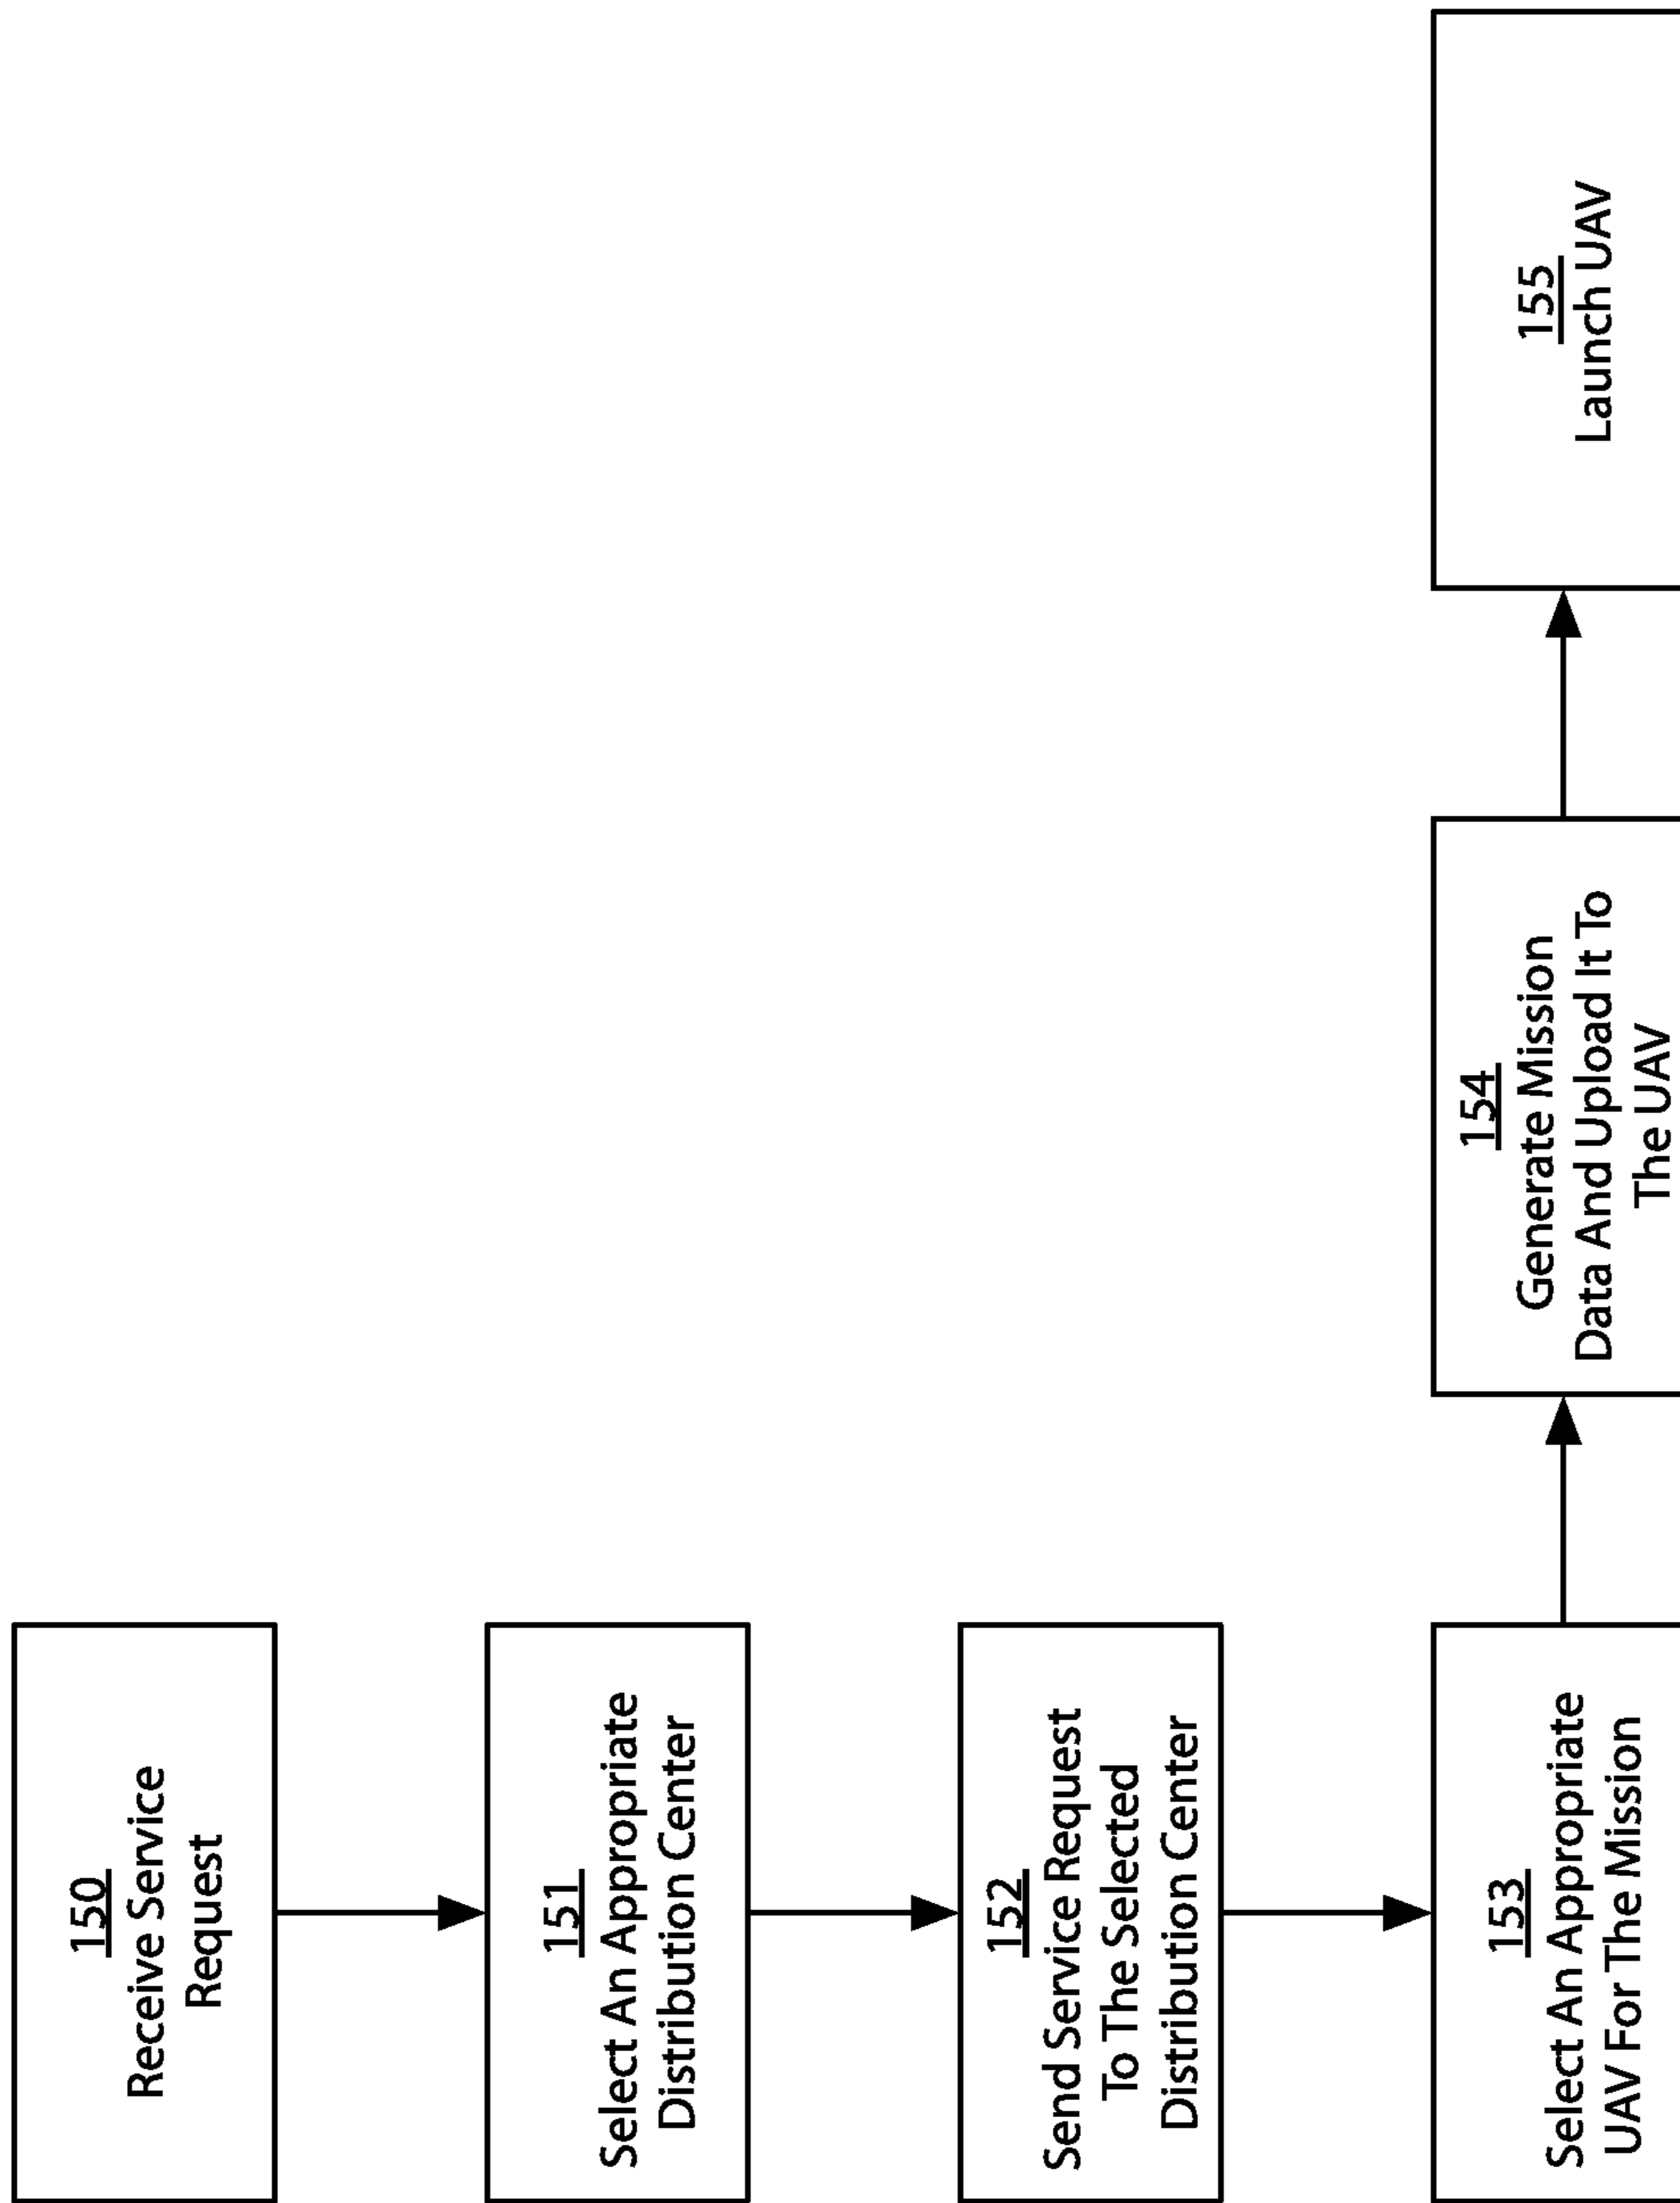 150
Receive Service
Request
151
Select An Appropriate
Distribution Center
152
Send Service Request
To The Selected
Distribution Center
153
Select An Appropriate
UAV For The Mission
154
Generate Mission
Data And Upload It To
The UAV
155
Launch UAV